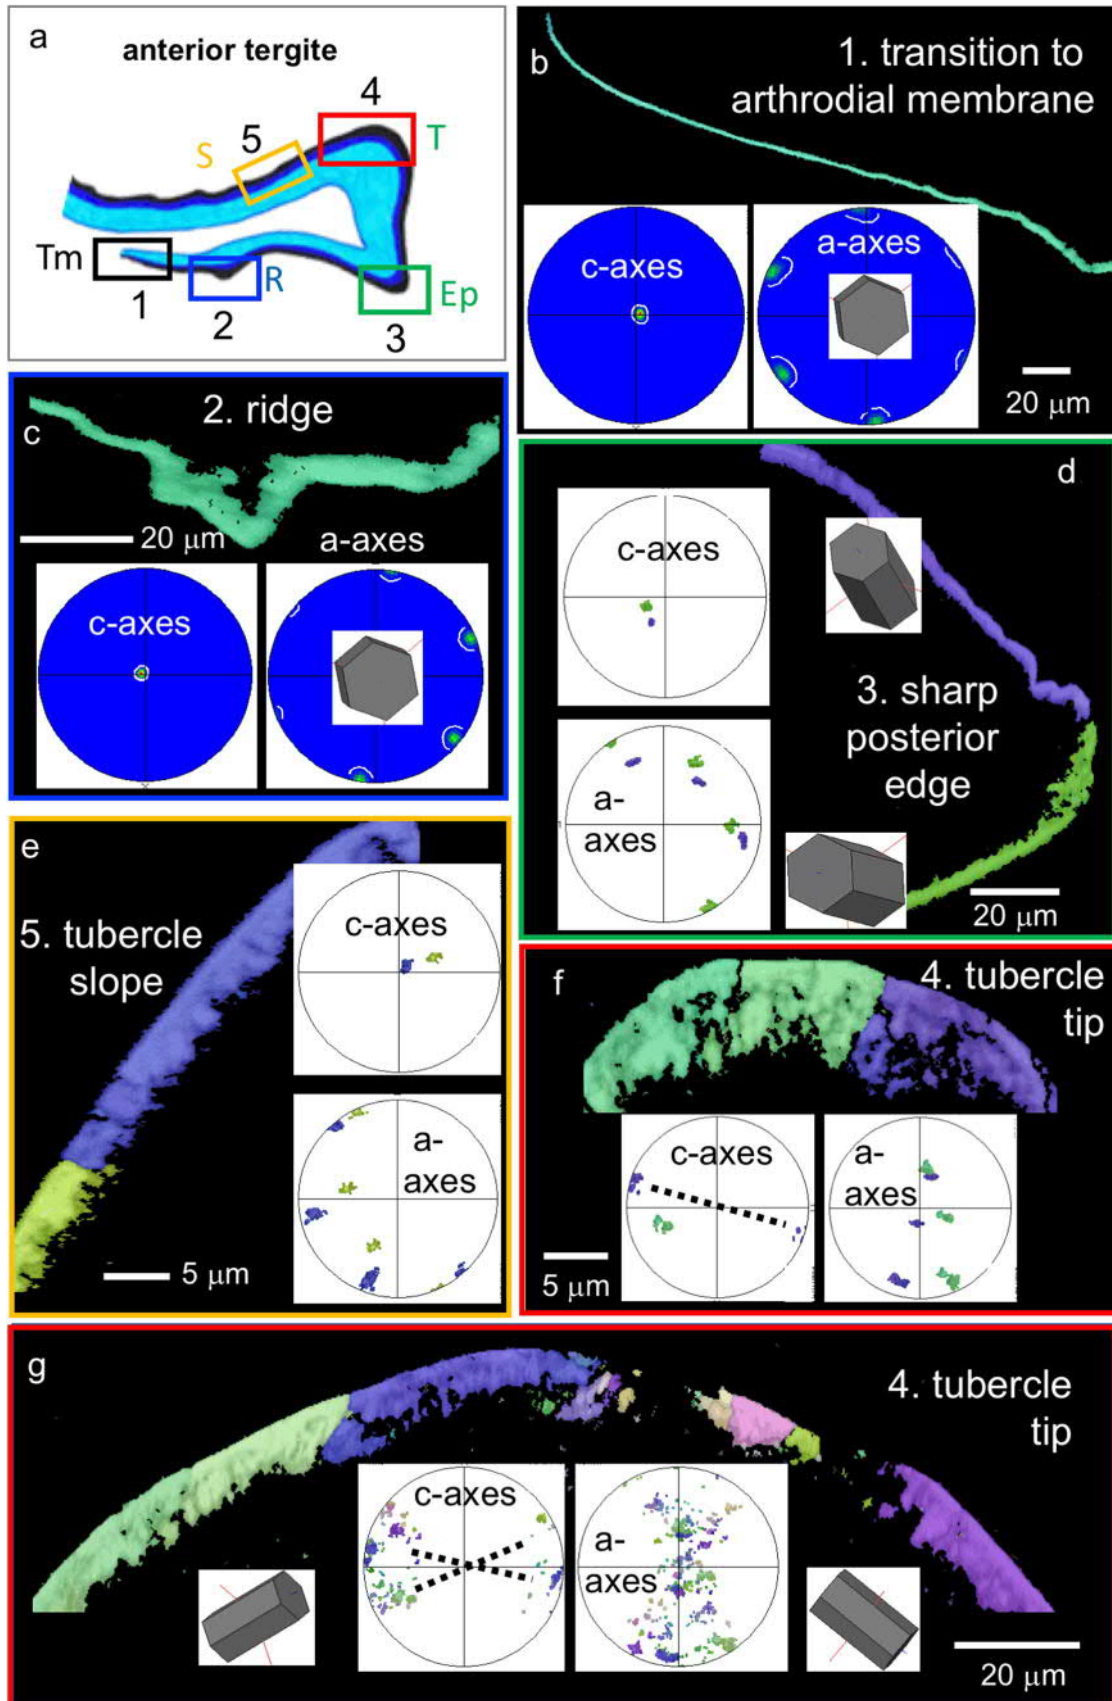 a
anterior tergite
4
5
S
T
Tm
R
Ep
1
2
3
b
1. transition to
arthrodial membrane
c-axes
a-axes
20 μm
2. ridge
c
20 μm
a-axes
c-axes
d
c-axes
3. sharp
posterior
edge
a-
axes
20 μm
e
5. tubercle
slope
c-axes
a-
axes
5 μm
f
4. tubercle
tip
c-axes
a-
axes
5 μm
g
4. tubercle
tip
c-axes
a-
axes
20 μm